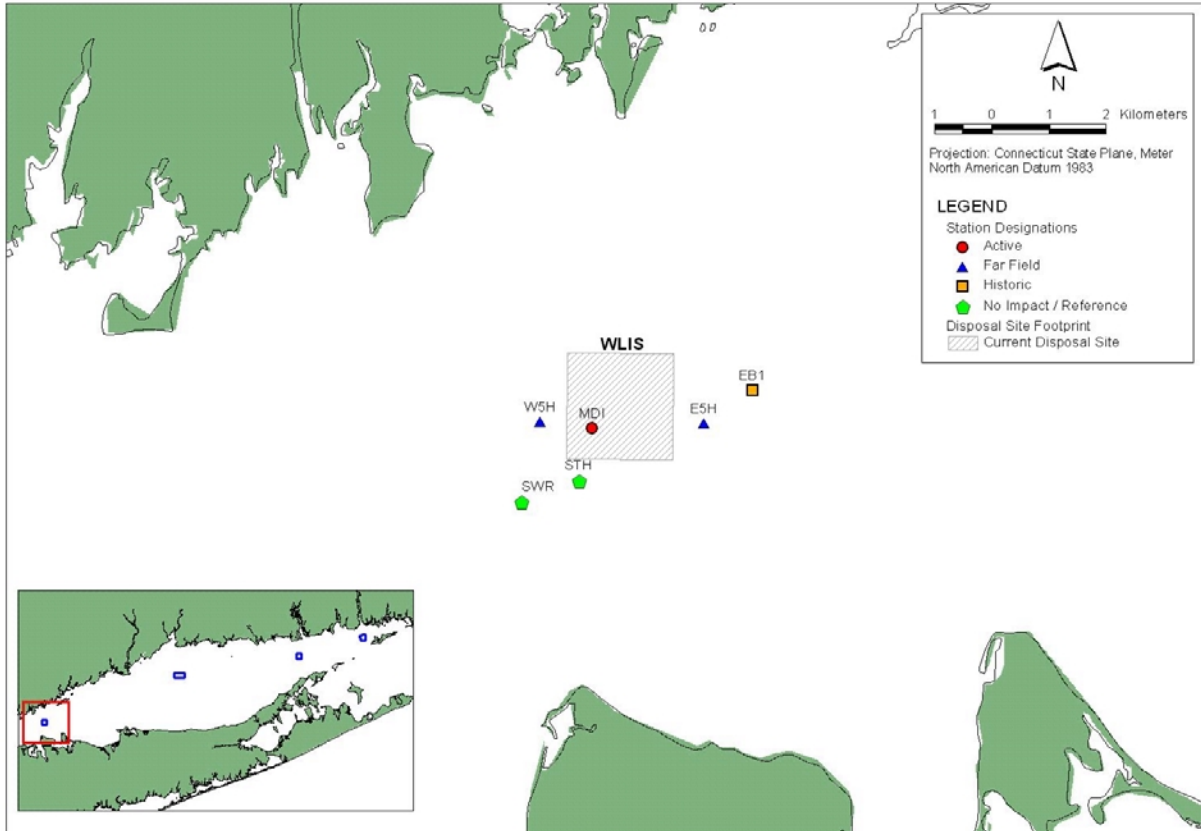 N
1 0 1 2 Kilometers
Projection: Connecticut State Plane, Meter
North American Datum 1983
LEGEND
Station Designations
Active
Far Field
Historic
No Impact / Reference
Disposal Site Footprint
Current Disposal Site
WLIS
EB1
W5H
MDI
E5H
STH
SWR